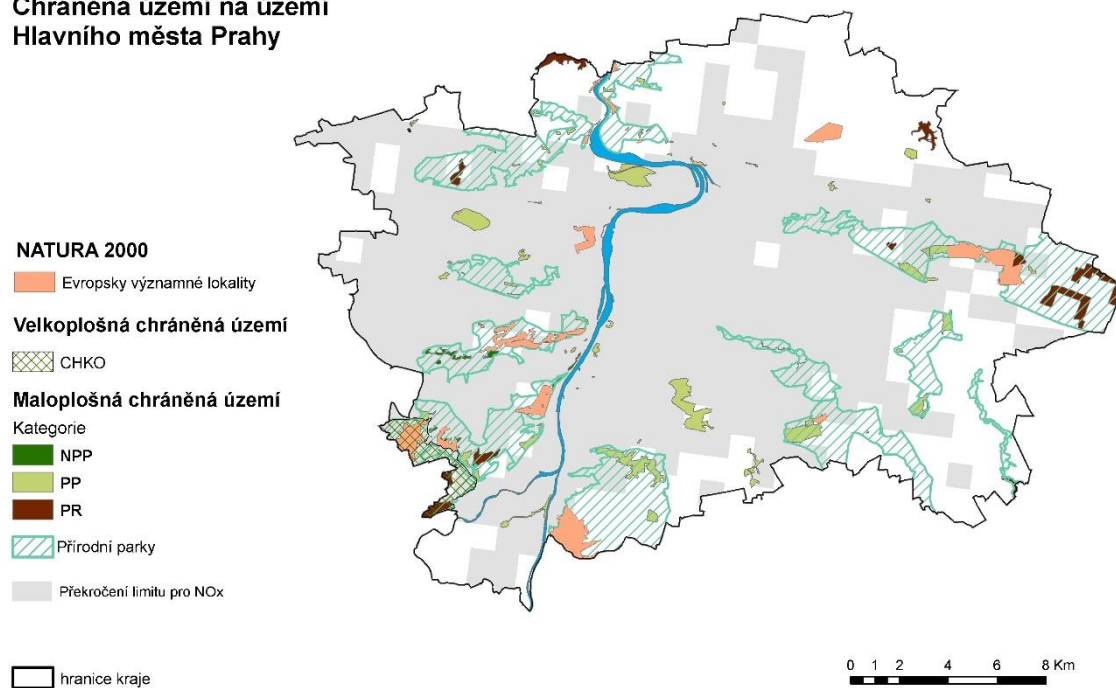 Chráněná území na území
Hlavního města Prahy
NATURA 2000
Evropsky významné lokality
Velkoplošná chráněná území
CHKO
Maloplošná chráněná území
Kategorie
NPP
PP
PR
Přírodní parky
Překročení limitu pro NOx
hranice kraje
0 1 2 4 6 8 Km